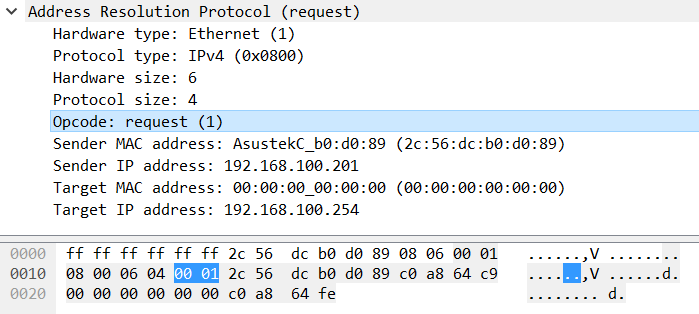 Address Resolution Protocol (request)
Hardware type: Ethernet (1)
Protocol type: IPv4 (0x0800)
Hardware size: 6
Protocol size: 4
Opcode: request (1)
Sender MAC address: AsustekC_b0:d0:89 (2c:56:dc:b0:d0:89)
Sender IP address: 192.168.100.201
Target MAC address: 00:00:00_00:00:00 (00:00:00:00:00:00)
Target IP address: 192.168.100.254
0000 ff ff ff ff ff ff 2c 56 dc b0 d0 89 08 06 00 01 ......,V ........
0010 08 00 06 04 00 01 2c 56 dc b0 d0 89 c0 a8 64 c9 ......,V ......d.
0020 00 00 00 00 00 00 c0 a8 64 fe ........ d.